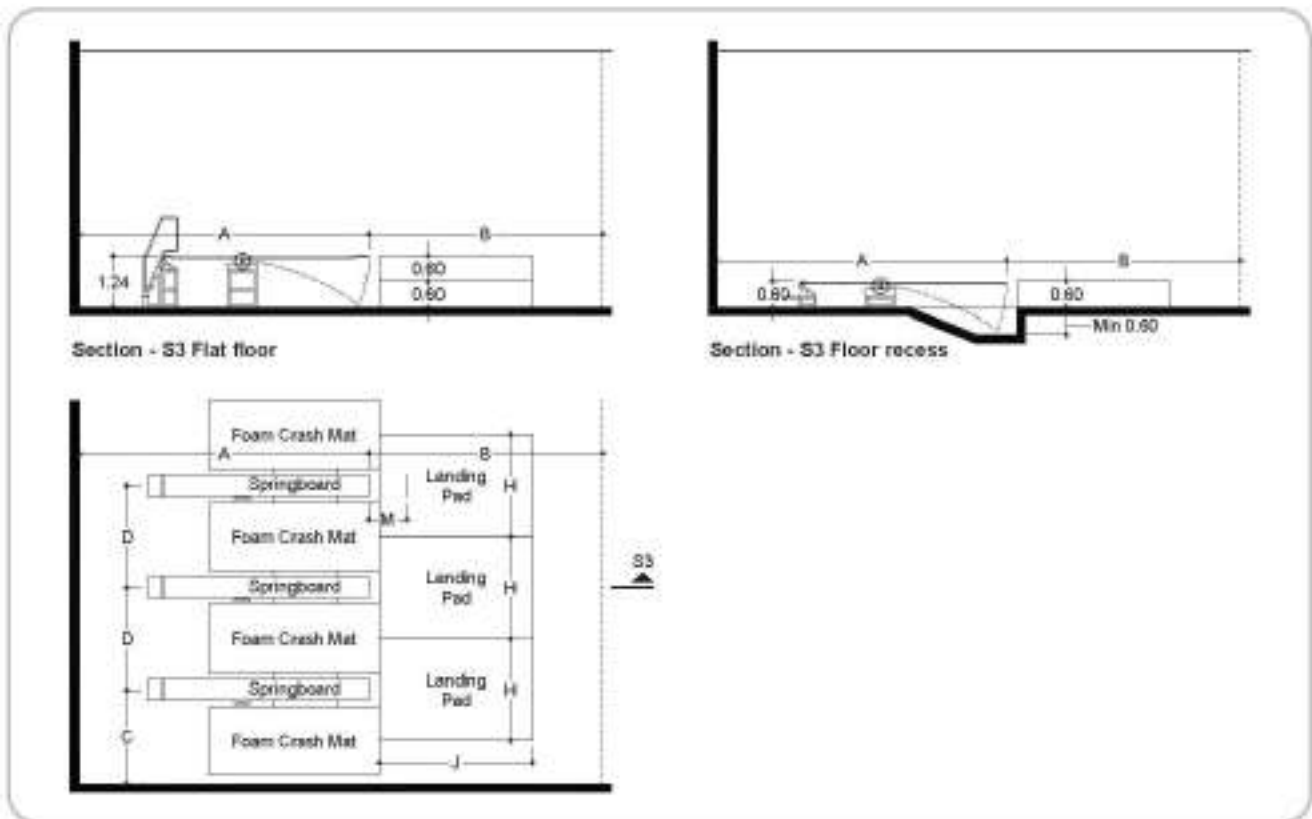 A
B
1.24
0.60
0.60
Section - S3 Flat floor
A
B
0.60
0.60
Min 0.60
Section - S3 Floor recess
Foam Crash Mat
A
B
Springboard
Landing
Pad
H
M
D
Foam Crash Mat
S3
Springboard
Landing
Pad
H
D
Foam Crash Mat
Springboard
Landing
Pad
H
C
Foam Crash Mat
J